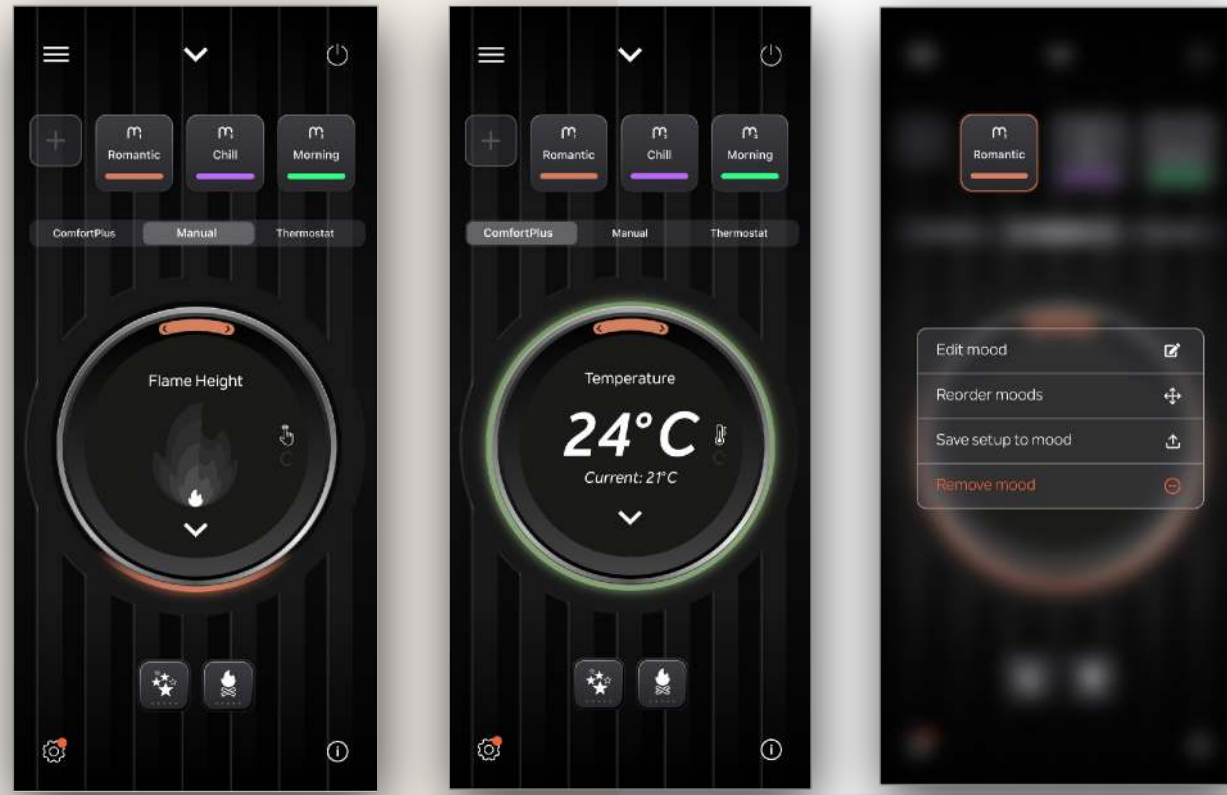 Romantic
Chill
Morning
ComfortPlus Manual Thermostat
Flame Height
Romantic
Chill
Morning
ComfortPlus Manual Thermostat
Temperature
24°C
Current: 21°C
Romantic
Edit mood
Reorder moods
Save setup to mood
Remove mood